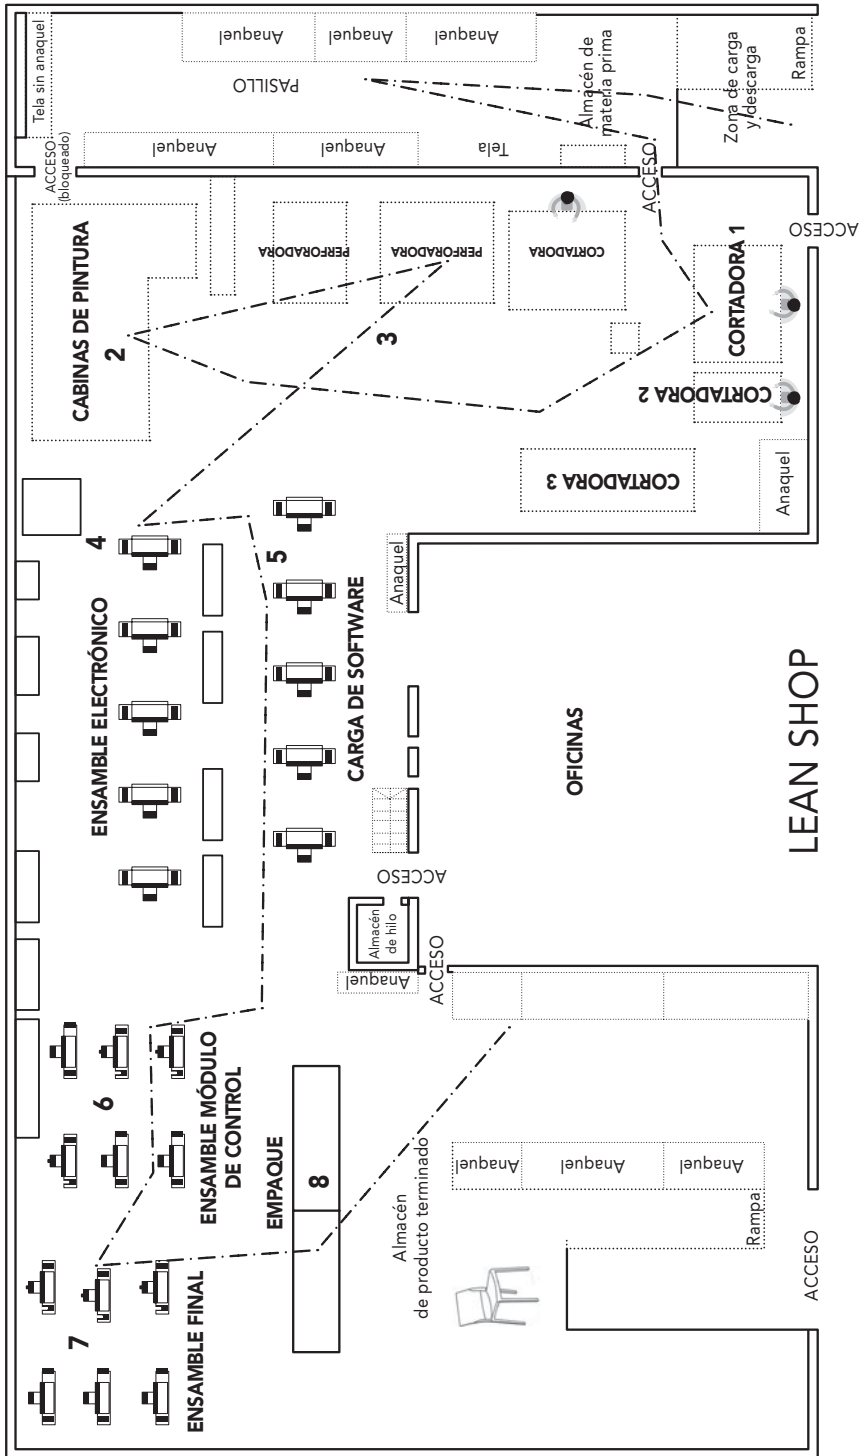 Tela sin anaquel
Anaquel
Anaquel
Anaquel
PASILLO
Almacén de
materia prima
Zona de carga
y descarga
Rampa
ACCESO
(bloqueado)
Anaquel
Anaquel
Tela
ACCESO
CABINAS DE PINTURA
2
PERFORADORA
PERFORADORA
CORTADORA
3
CORTADORA 1
ACCESO
CORTADORA 2
CORTADORA 3
Anaquel
4
ENSAMBLE ELECTRÓNICO
5
CARGA DE SOFTWARE
Anaquel
OFICINAS
LEAN SHOP
ACCESO
Almacén
de hilo
Anaquel
ACCESO
6
ENSAMBLE MÓDULO
DE CONTROL
EMPAQUE
8
7
ENSAMBLE FINAL
Almacén
de producto terminado
Anaquel
Anaquel
Anaquel
Rampa
ACCESO